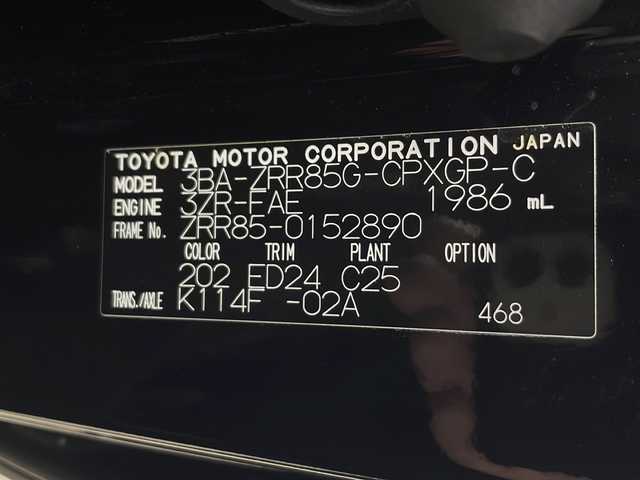 TOYOTA MOTOR CORPORATION JAPAN
MODEL 3BA-ZRR85G-CPXGP-C
ENGINE 3ZR-FAE 1986 mL
FRAME No. ZRR85-0152890
COLOR TRIM PLANT OPTION
202 ED24 C25
TRANS./AXLE K114F -02A
468